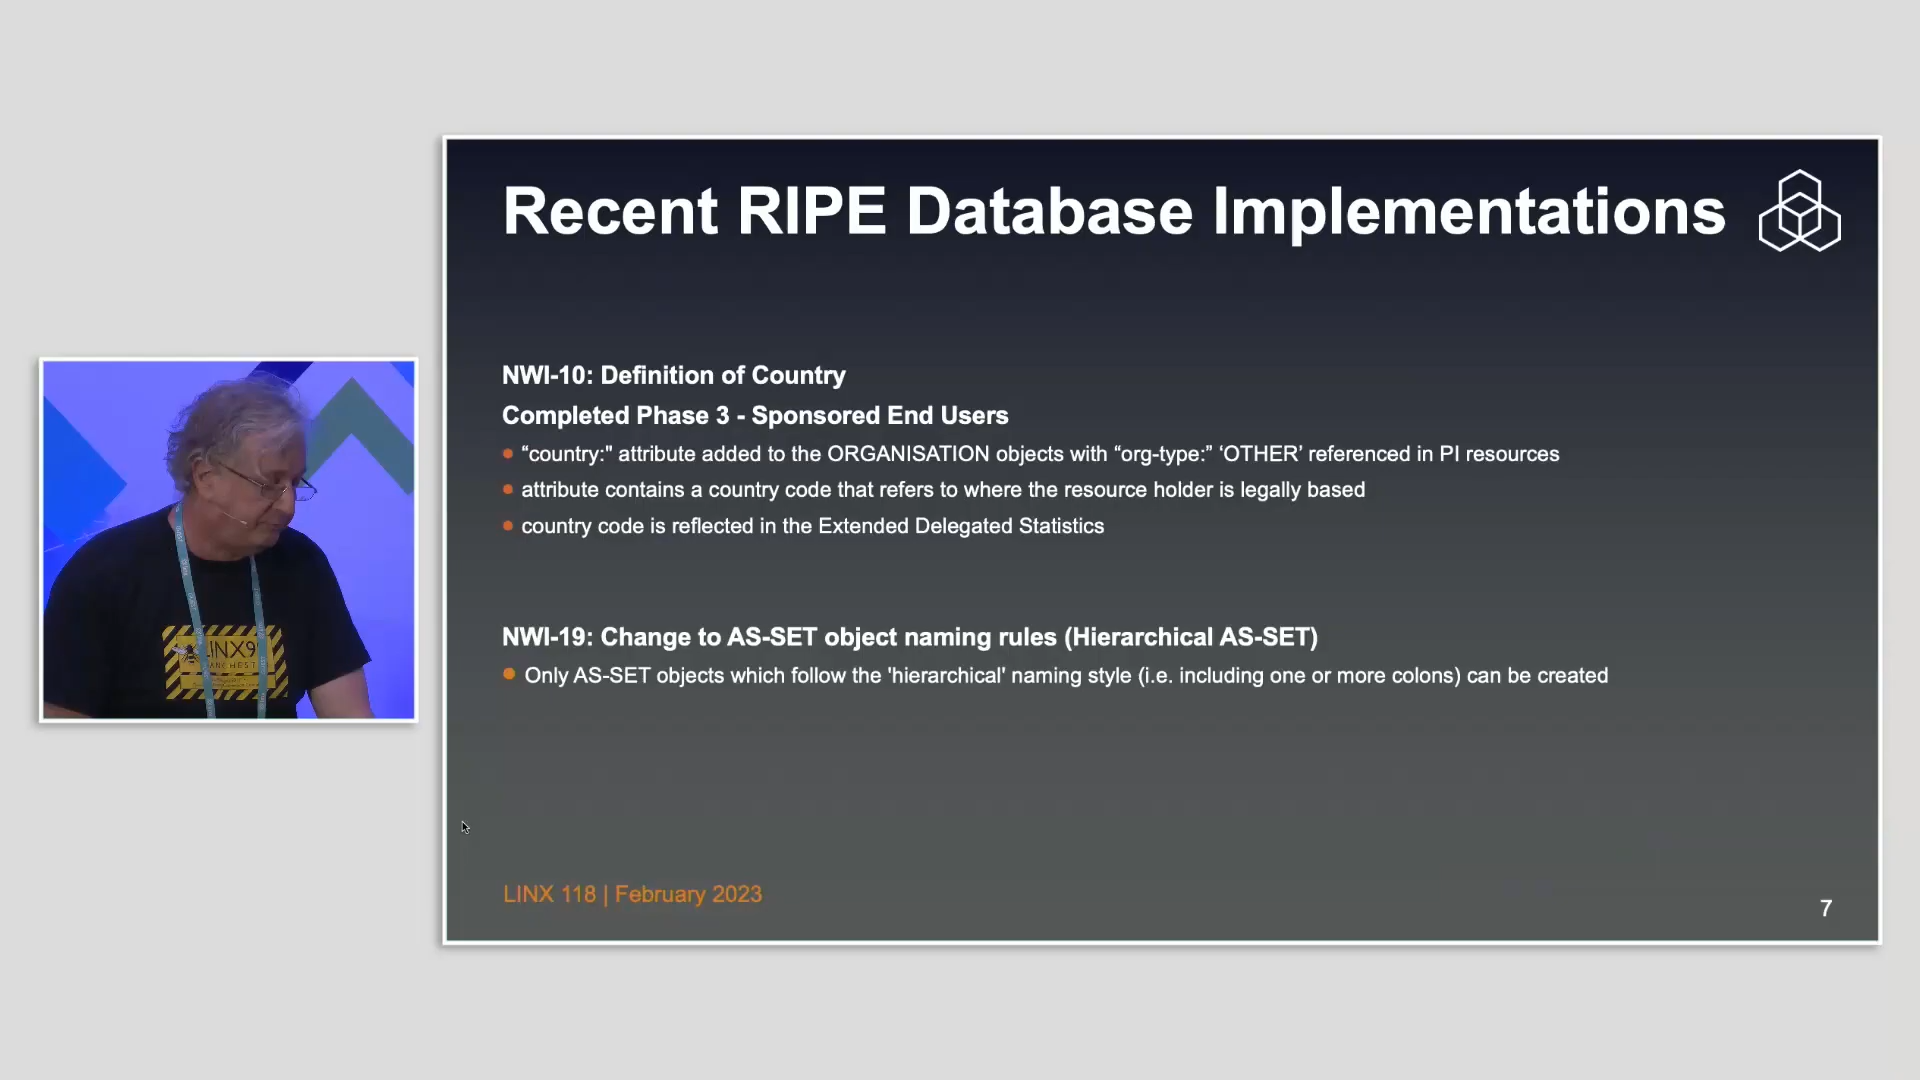 Recent RIPE Database Implementations
NWI-10: Definition of Country
Completed Phase 3 - Sponsored End Users
“country:" attribute added to the ORGANISATION objects with “org-type:” ‘OTHER’ referenced in PI resources
attribute contains a country code that refers to where the resource holder is legally based
country code is reflected in the Extended Delegated Statistics
NWI-19: Change to AS-SET object naming rules (Hierarchical AS-SET)
Only AS-SET objects which follow the 'hierarchical' naming style (i.e. including one or more colons) can be created
LINX 118 | February 2023
7
LINX9